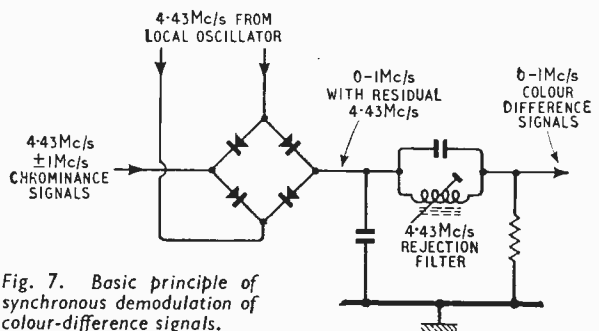 4·43Mc/s FROM
LOCAL OSCILLATOR
0–1Mc/s
WITH RESIDUAL
4·43Mc/s
0–1Mc/s
COLOUR
DIFFERENCE
SIGNALS
4·43Mc/s
±1Mc/s
CHROMINANCE
SIGNALS
4·43Mc/s
REJECTION
FILTER
Fig. 7. Basic principle of
synchronous demodulation of
colour-difference signals.